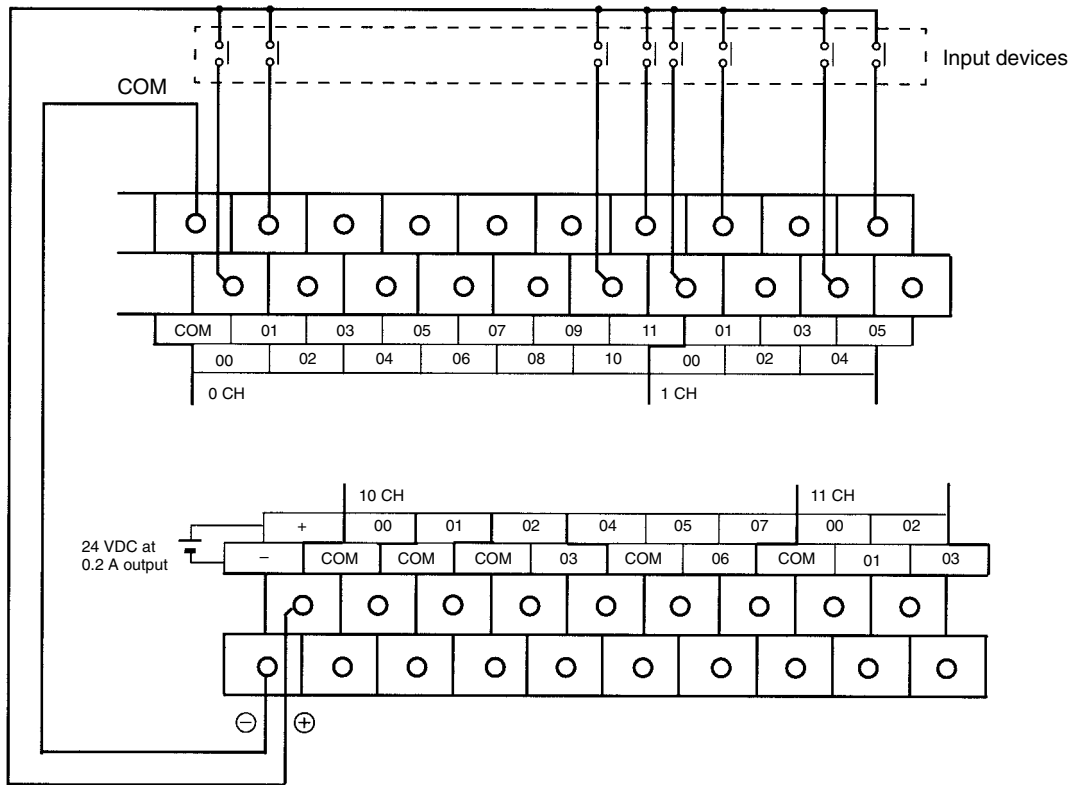 Input devices
COM
COM 01 03 05 07 09 11 01 03 05
00 02 04 06 08 10 00 02 04
0 CH 1 CH
10 CH 11 CH
+ 00 01 02 04 05 07 00 02
24 VDC at
0.2 A output
− COM COM COM 03 COM 06 COM 01 03
− +